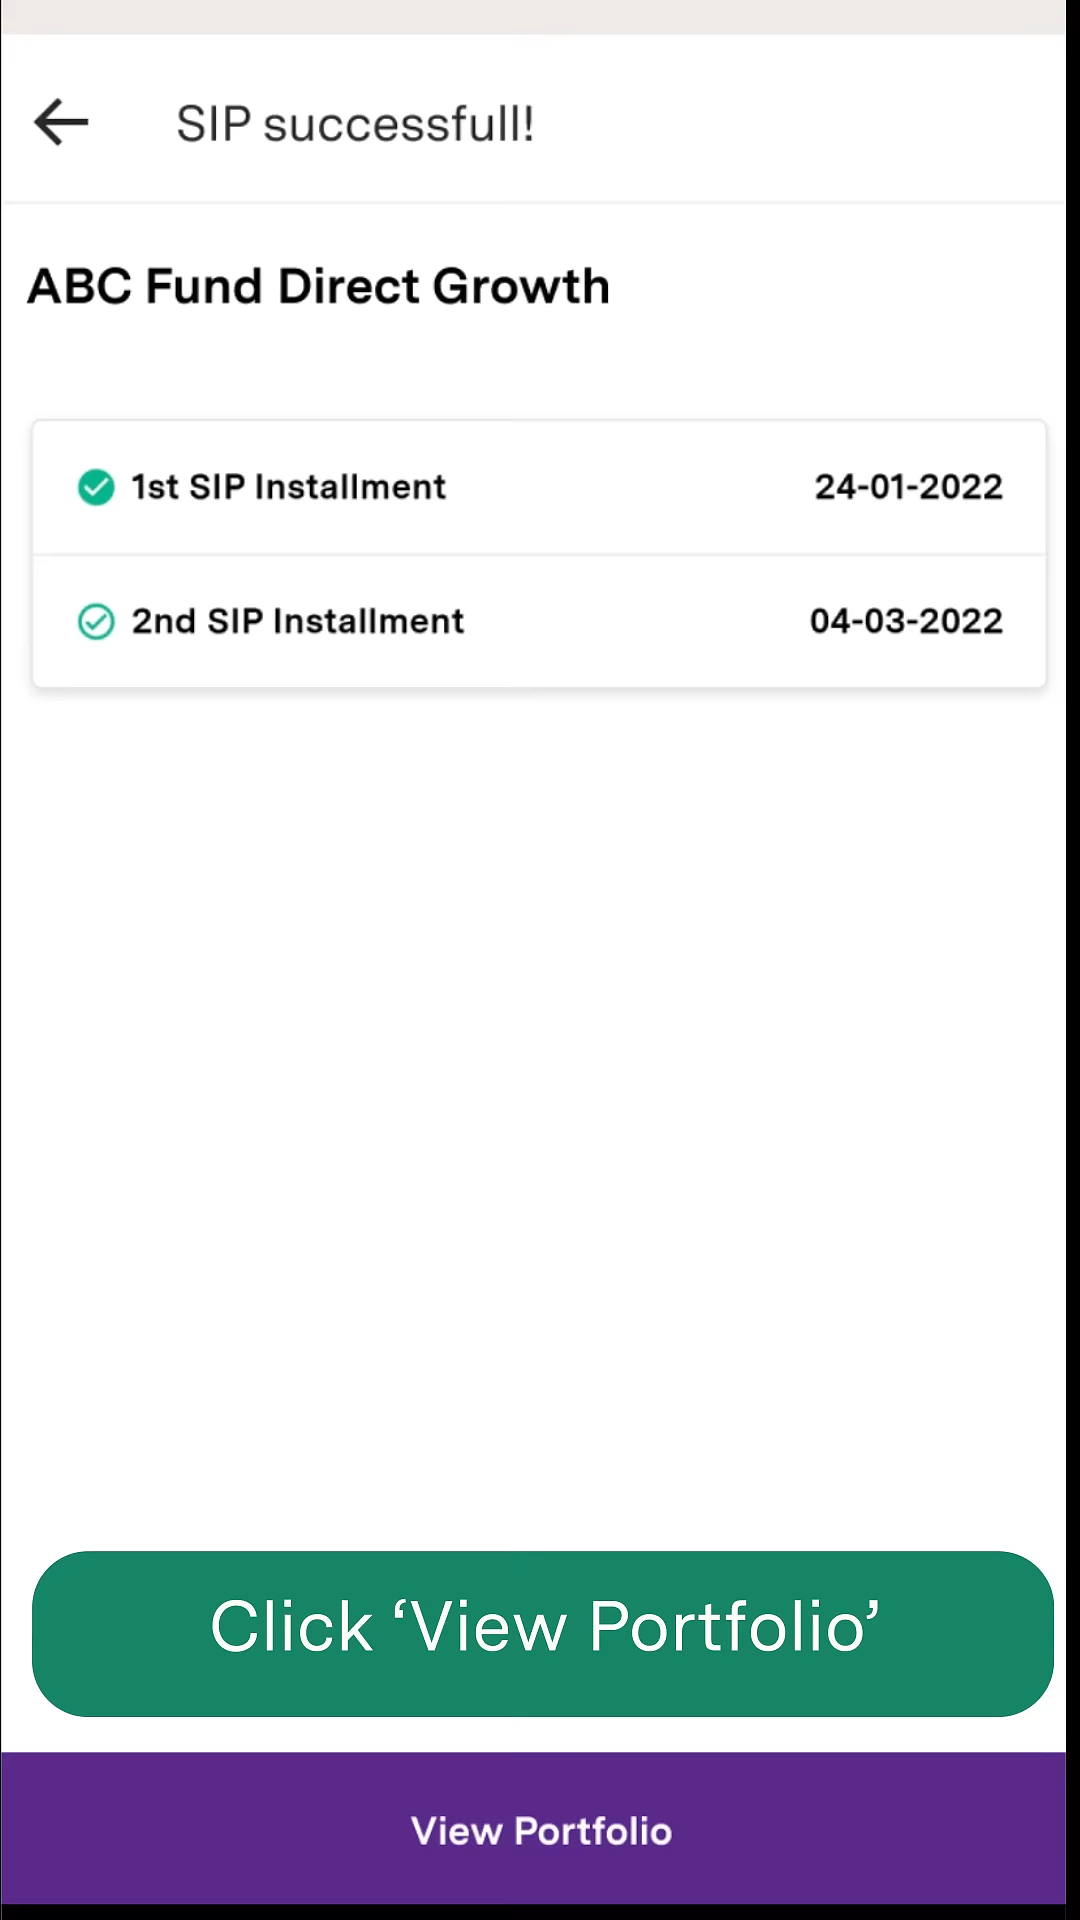 SIP successfull!
ABC Fund Direct Growth
1st SIP Installment 24-01-2022
2nd SIP Installment 04-03-2022
Click ‘View Portfolio’
View Portfolio